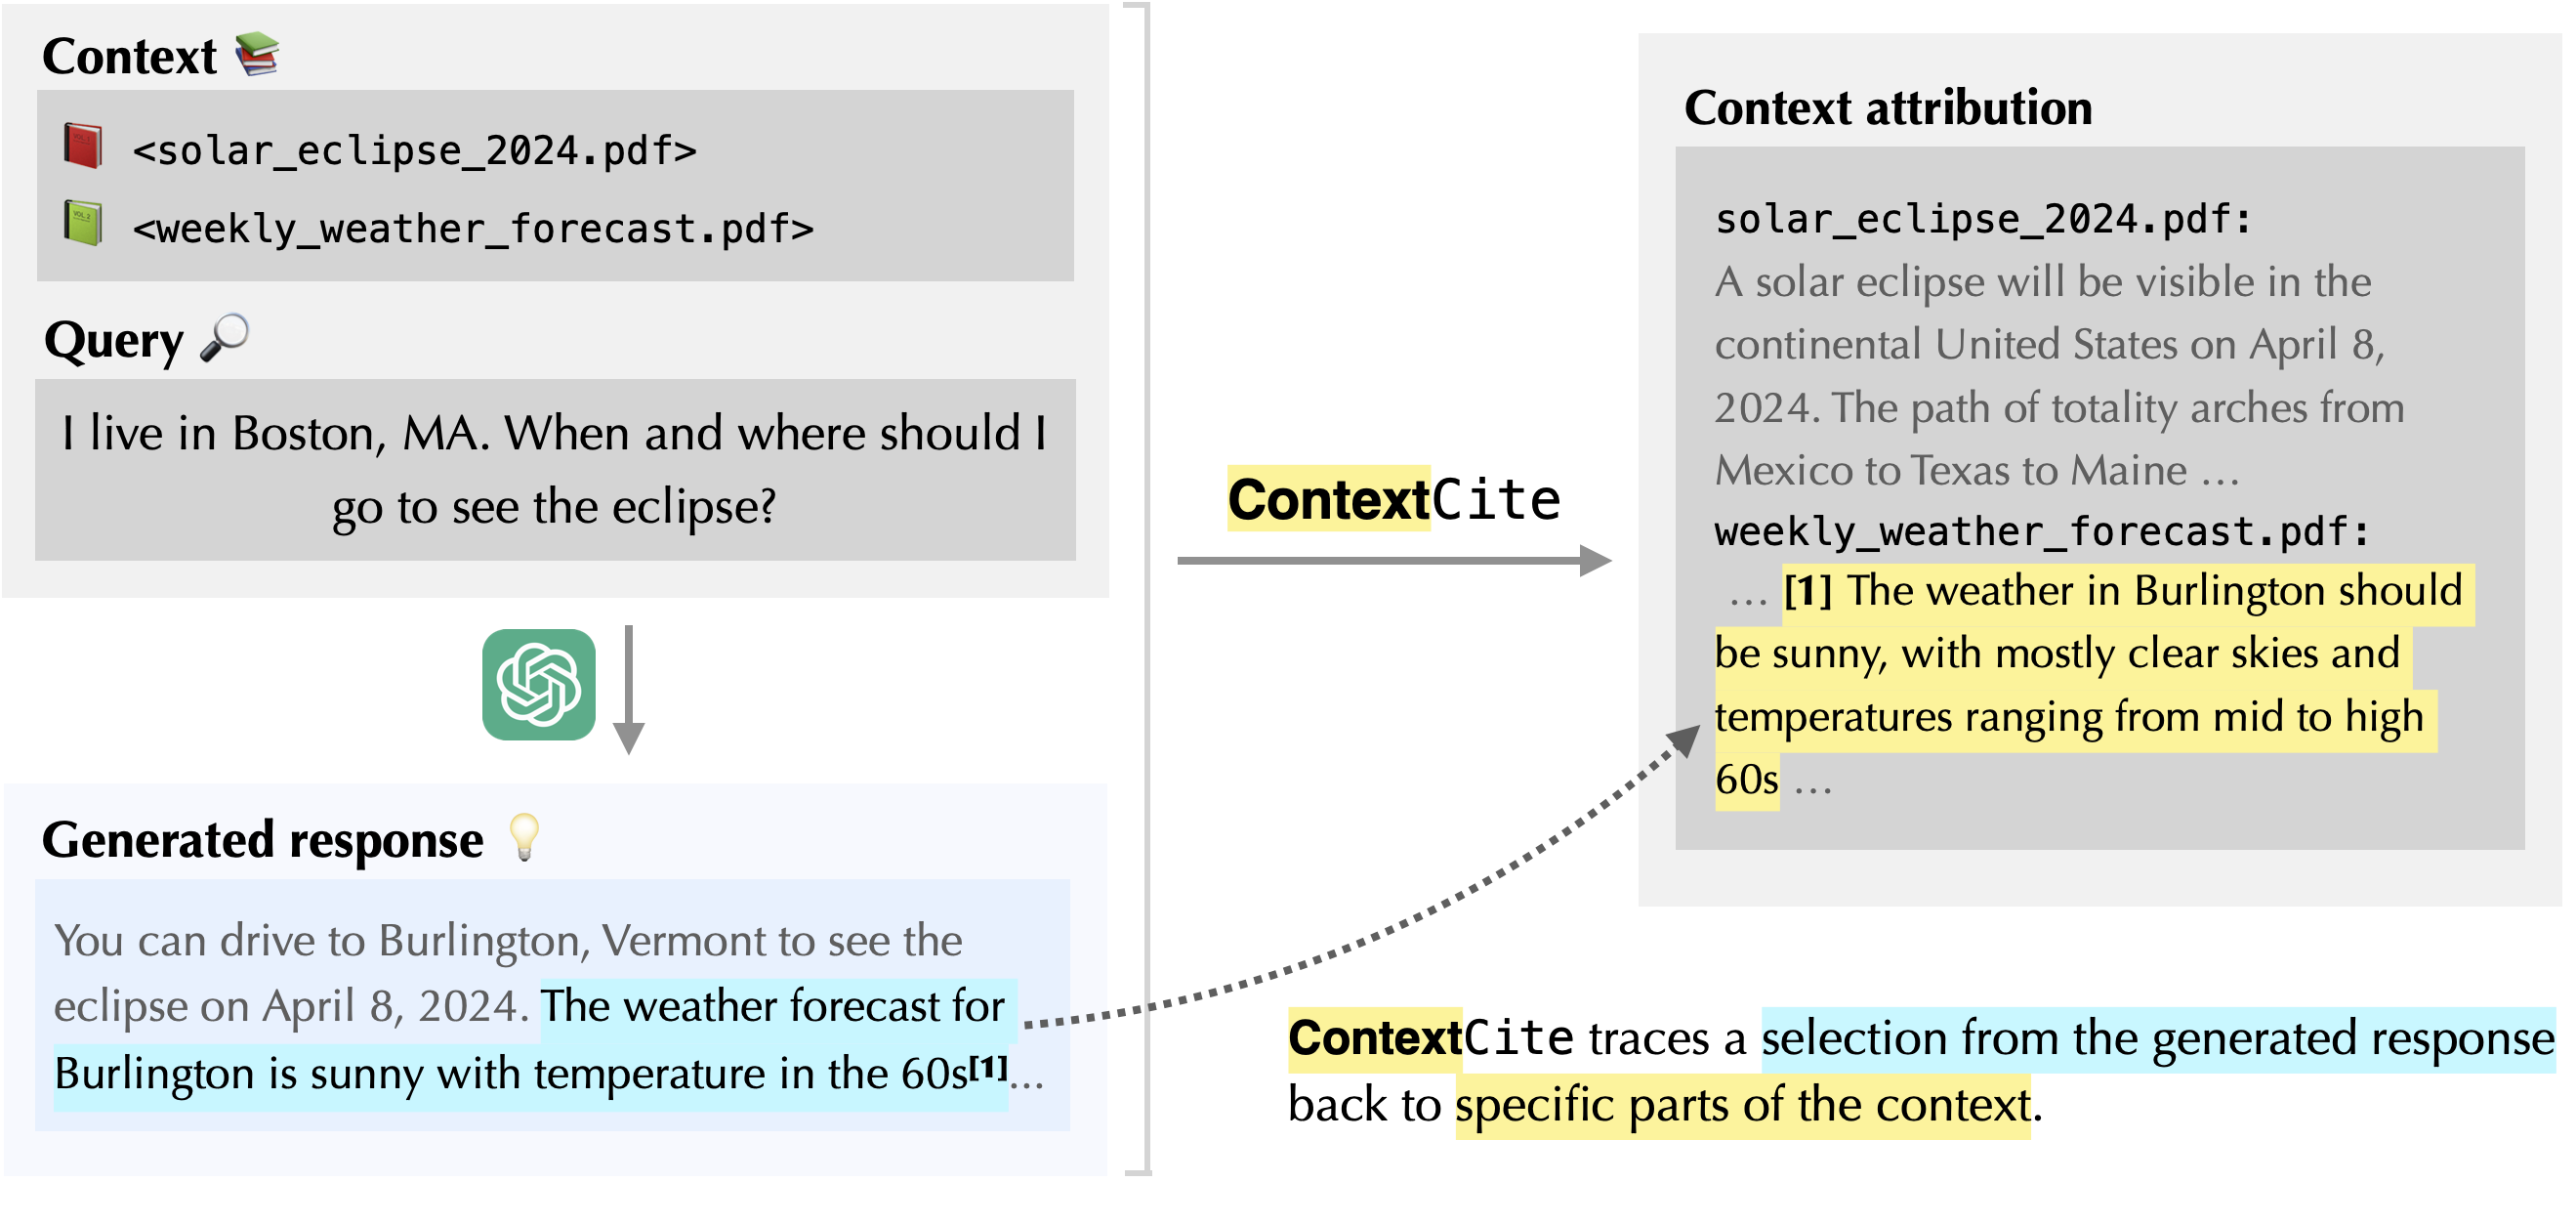 Context
<solar_eclipse_2024.pdf>
<weekly_weather_forecast.pdf>
Query
I live in Boston, MA. When and where should I
go to see the eclipse?
Generated response
You can drive to Burlington, Vermont to see the
eclipse on April 8, 2024. The weather forecast for
Burlington is sunny with temperature in the 60s[1]...
ContextCite
Context attribution
solar_eclipse_2024.pdf:
A solar eclipse will be visible in the
continental United States on April 8,
2024. The path of totality arches from
Mexico to Texas to Maine ...
weekly_weather_forecast.pdf:
... [1] The weather in Burlington should
be sunny, with mostly clear skies and
temperatures ranging from mid to high
60s ...
ContextCite traces a selection from the generated response
back to specific parts of the context.